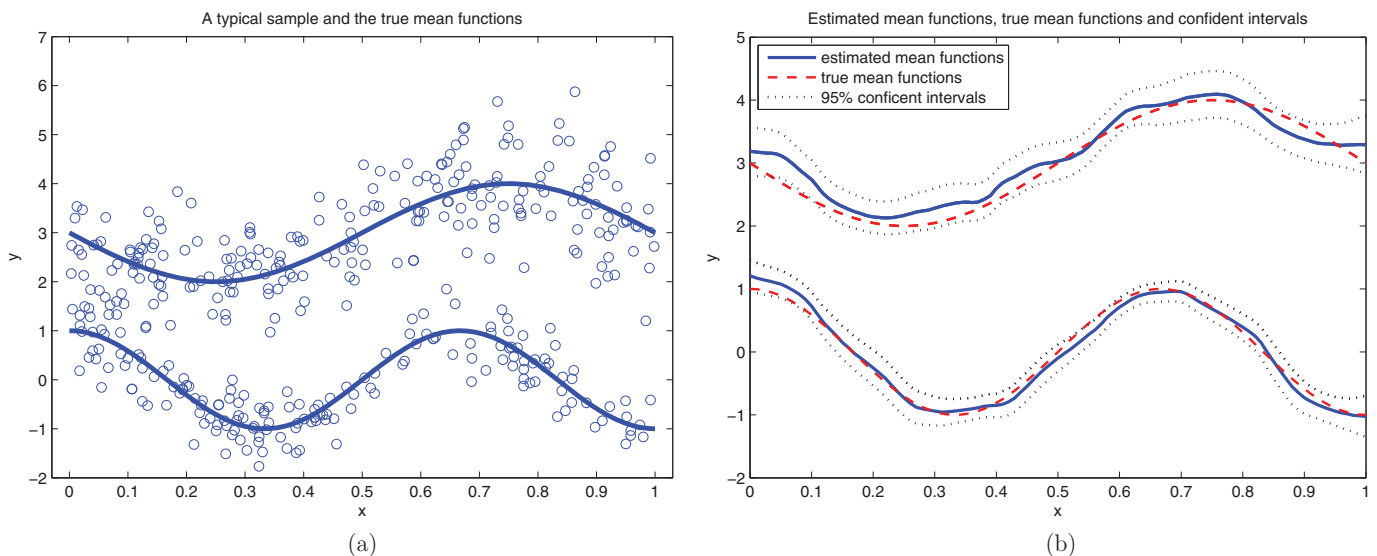 A typical sample and the true mean functions
7
6
5
4
3
2
1
0
−1
−2
y
0 0.1 0.2 0.3 0.4 0.5 0.6 0.7 0.8 0.9 1
x
(a)
Estimated mean functions, true mean functions and confident intervals
estimated mean functions
true mean functions
95% conficent intervals
5
4
3
2
1
0
−1
−2
y
0 0.1 0.2 0.3 0.4 0.5 0.6 0.7 0.8 0.9 1
x
(b)